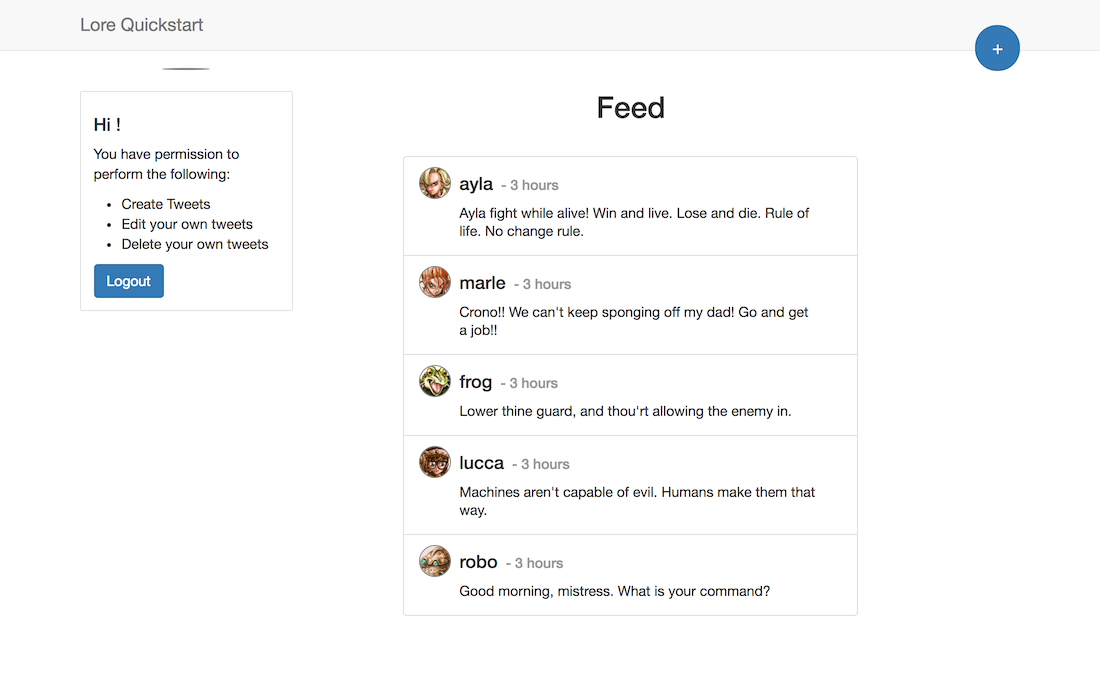 Lore Quickstart
+
Hi !
You have permission to
perform the following:
• Create Tweets
• Edit your own tweets
• Delete your own tweets
Logout
Feed
ayla - 3 hours
Ayla fight while alive! Win and live. Lose and die. Rule of
life. No change rule.
marle - 3 hours
Crono!! We can't keep sponging off my dad! Go and get
a job!!
frog - 3 hours
Lower thine guard, and thou'rt allowing the enemy in.
lucca - 3 hours
Machines aren't capable of evil. Humans make them that
way.
robo - 3 hours
Good morning, mistress. What is your command?